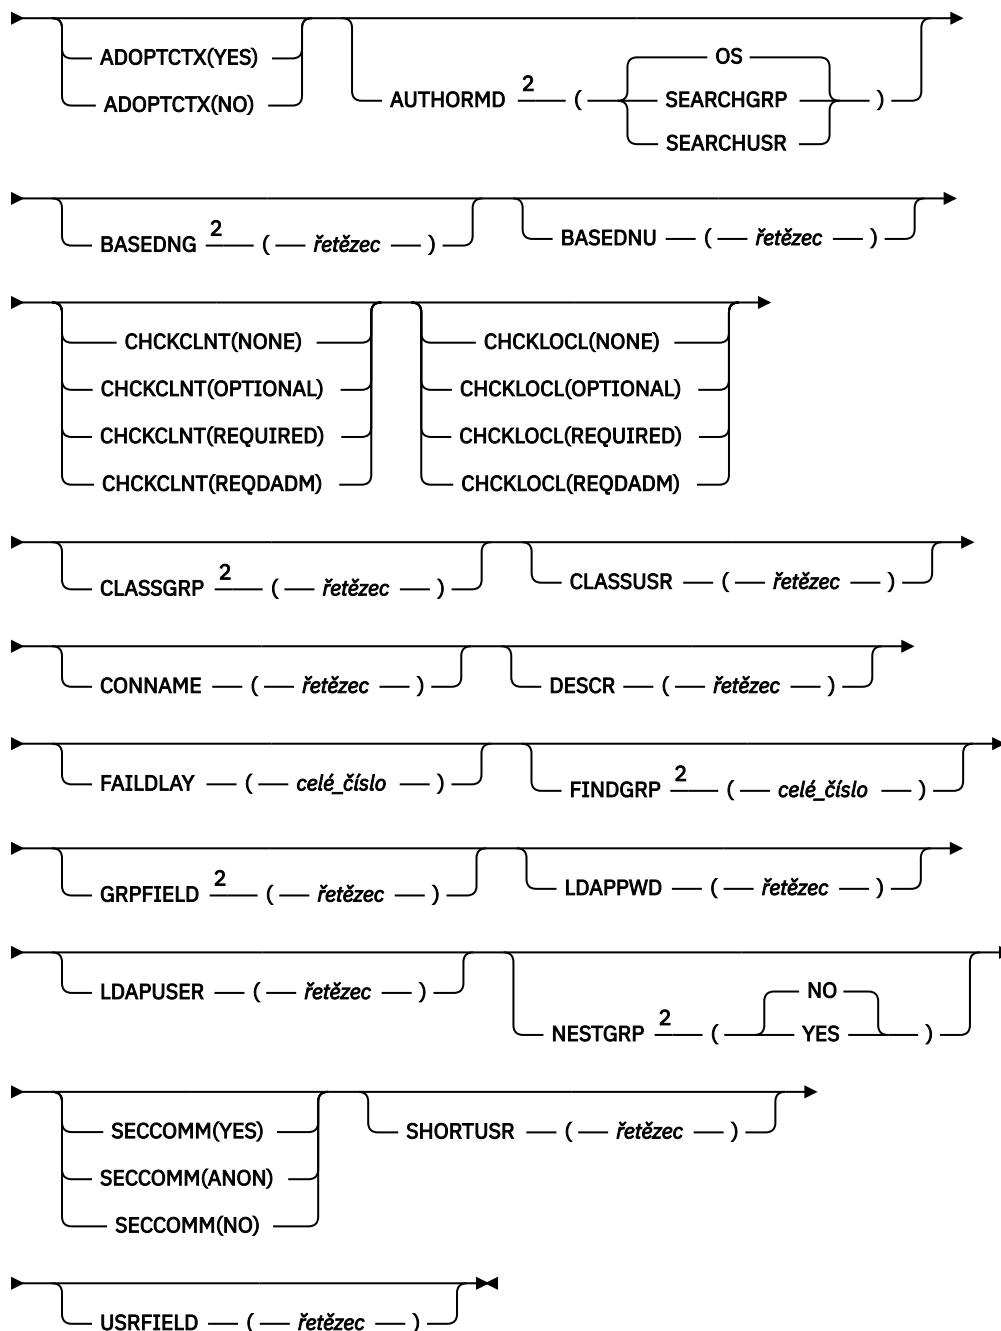 ADOPTCTX(YES)
ADOPTCTX(NO)
AUTHORMD 2 (
OS
SEARCHGRP
SEARCHUSR
)
BASEDNG 2 ( řetězec )
BASEDNU ( řetězec )
CHCKCLNT(NONE)
CHCKCLNT(OPTIONAL)
CHCKCLNT(REQUIRED)
CHCKCLNT(REQDADM)
CHCKLOCL(NONE)
CHCKLOCL(OPTIONAL)
CHCKLOCL(REQUIRED)
CHCKLOCL(REQDADM)
CLASSGRP 2 ( řetězec )
CLASSUSR ( řetězec )
CONNAME ( řetězec )
DESCR ( řetězec )
FAILDLAY ( celé_číslo )
FINDGRP 2 ( celé_číslo )
GRPFIELD 2 ( řetězec )
LDAPPWD ( řetězec )
LDAPUSER ( řetězec )
NESTGRP 2 (
NO
YES
)
SECCOMM(YES)
SECCOMM(ANON)
SECCOMM(NO)
SHORTUSR ( řetězec )
USRFIELD ( řetězec )